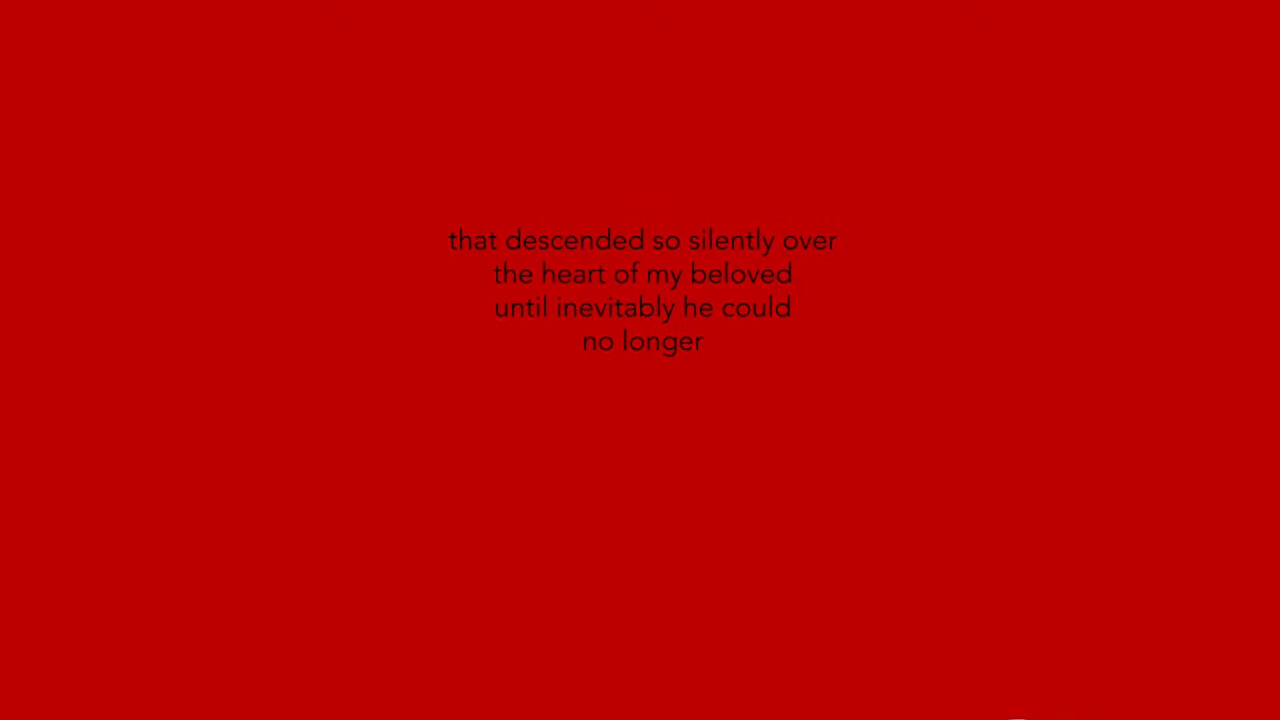 that descended so silently over
the heart of my beloved
until inevitably he could
no longer